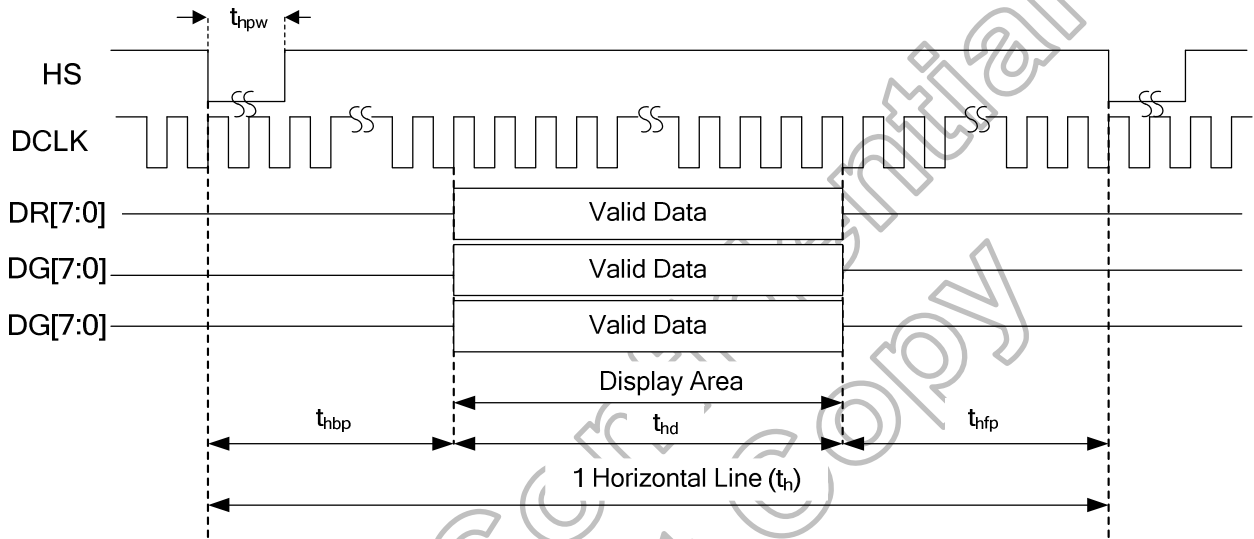 thpw
HS
DCLK
DR[7:0]
Valid Data
DG[7:0]
Valid Data
DG[7:0]
Valid Data
Display Area
thbp
thd
thfp
1 Horizontal Line (th)
Copy